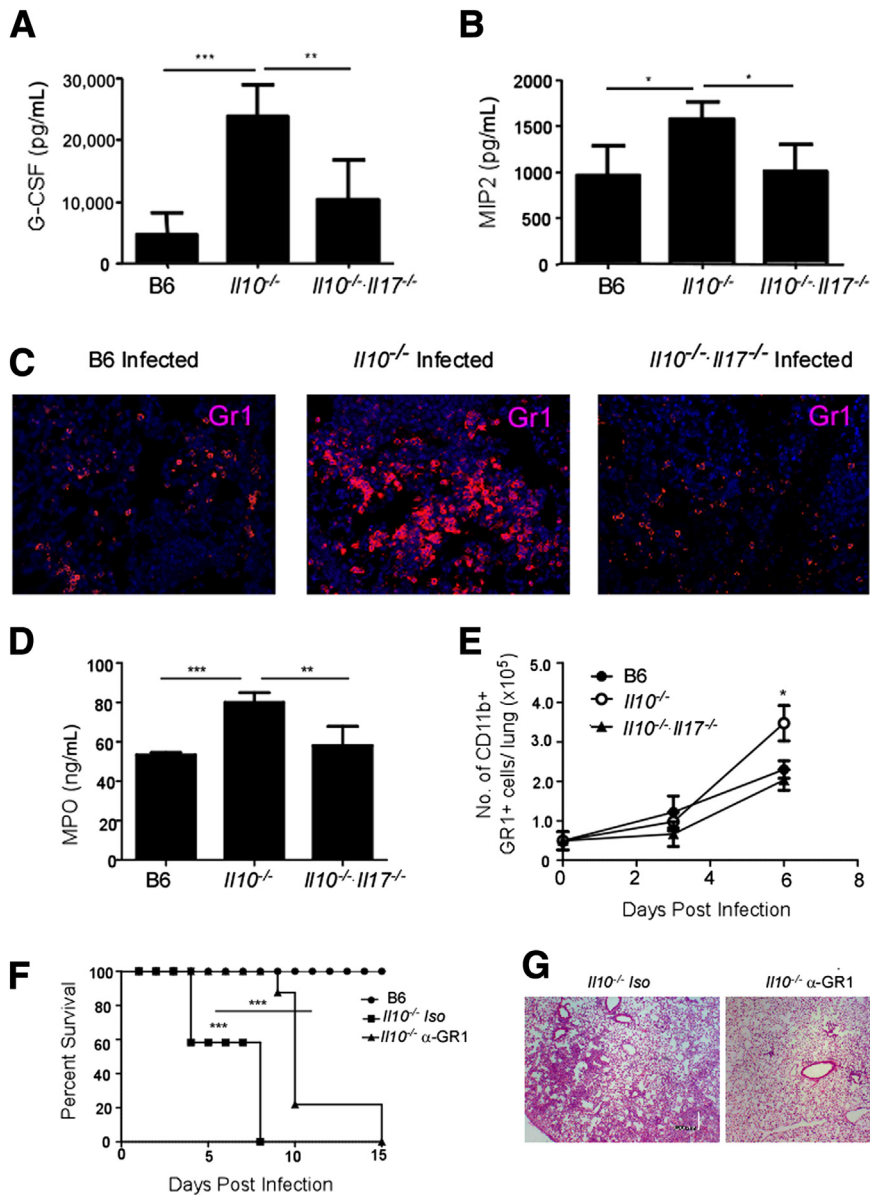 A
G-CSF (pg/mL)
30,000
20,000
10,000
0
***
**
B6
Il10-/-
Il10-/-.Il17-/-
B
MIP2 (pg/mL)
2000
1500
1000
500
0
*
*
B6
Il10-/-
Il10-/-.Il17-/-
C
B6 Infected
Il10-/- Infected
Il10-/-.Il17-/- Infected
Gr1
Gr1
Gr1
D
MPO (ng/mL)
100
80
60
40
20
0
***
**
B6
Il10-/-
Il10-/-.Il17-/-
E
No. of CD11b+
GR1+ cells/ lung (x10⁵)
5.0
4.0
3.0
2.0
1.0
0
B6
Il10-/-
Il10-/-.Il17-/-
*
0
2
4
6
8
Days Post Infection
F
Percent Survival
100
80
60
40
20
0
***
***
B6
Il10-/- Iso
Il10-/- α-GR1
0
5
10
15
Days Post Infection
G
Il10-/- Iso
Il10-/- α-GR1